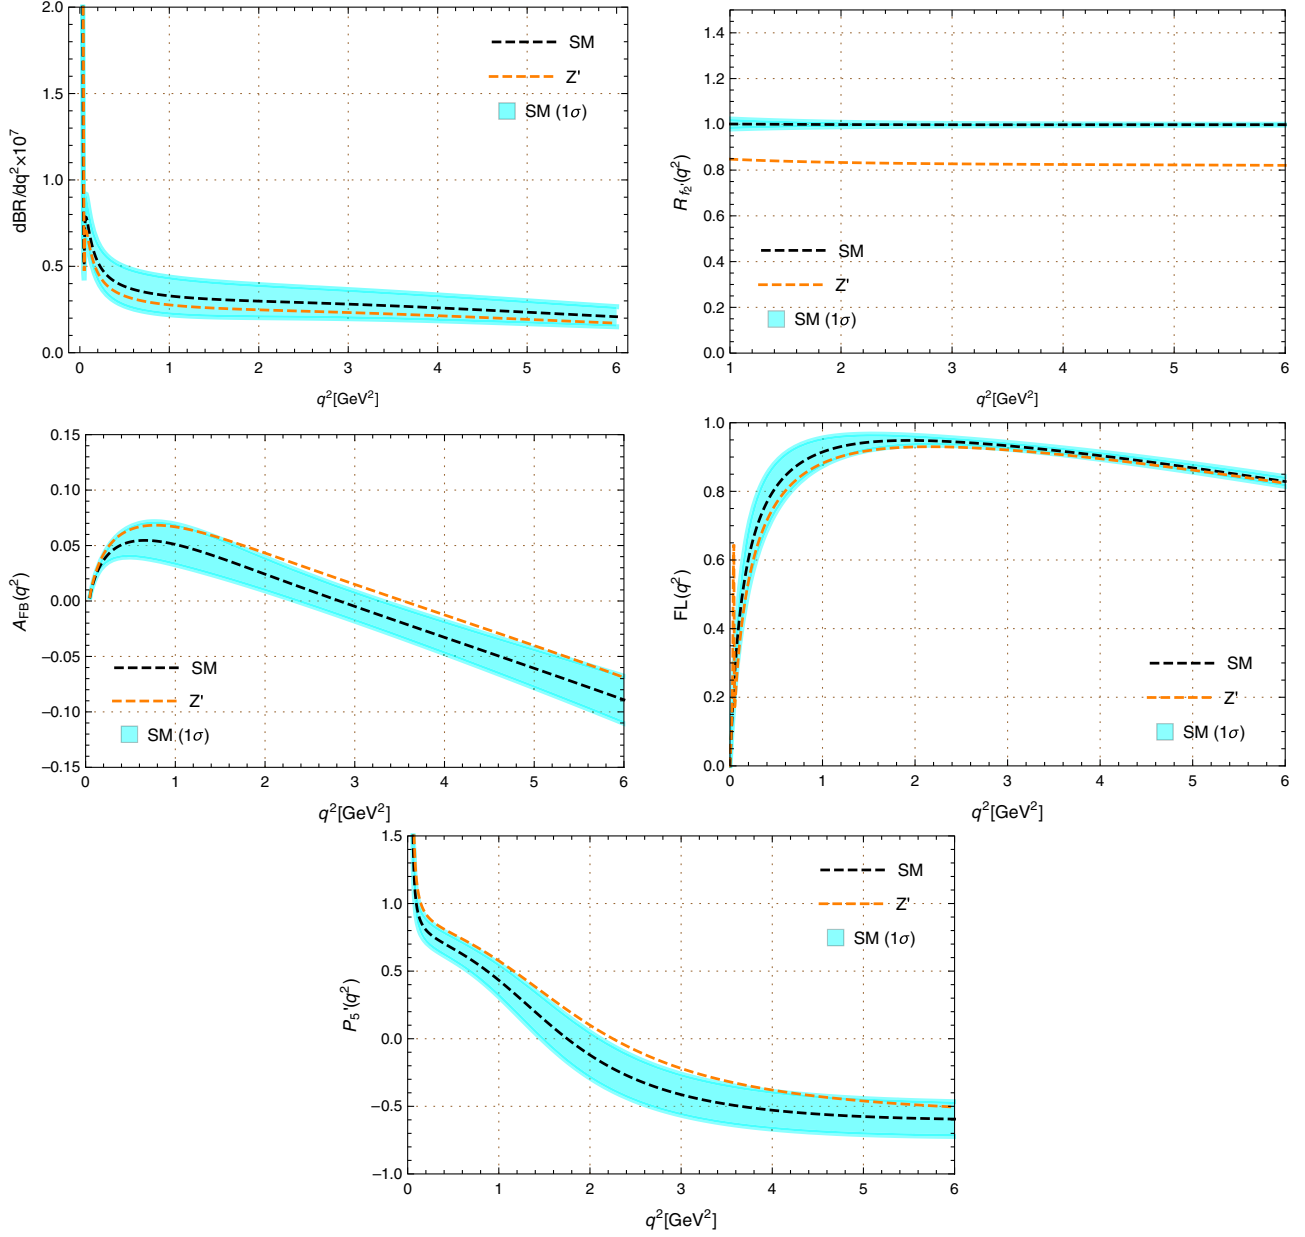 2.0
1.5
1.0
0.5
0.0
dBR/dq²×10⁷
SM
Z'
SM (1σ)
0 1 2 3 4 5 6
q²[GeV²]
1.4
1.2
1.0
0.8
0.6
0.4
0.2
0.0
R_{f₂'}(q²)
SM
Z'
SM (1σ)
1 2 3 4 5 6
q²[GeV²]
0.15
0.10
0.05
0.00
−0.05
−0.10
−0.15
A_{FB}(q²)
SM
Z'
SM (1σ)
0 1 2 3 4 5 6
q²[GeV²]
1.0
0.8
0.6
0.4
0.2
0.0
FL(q²)
SM
Z'
SM (1σ)
0 1 2 3 4 5 6
q²[GeV²]
1.5
1.0
0.5
0.0
−0.5
−1.0
P₅'(q²)
SM
Z'
SM (1σ)
0 1 2 3 4 5 6
q²[GeV²]